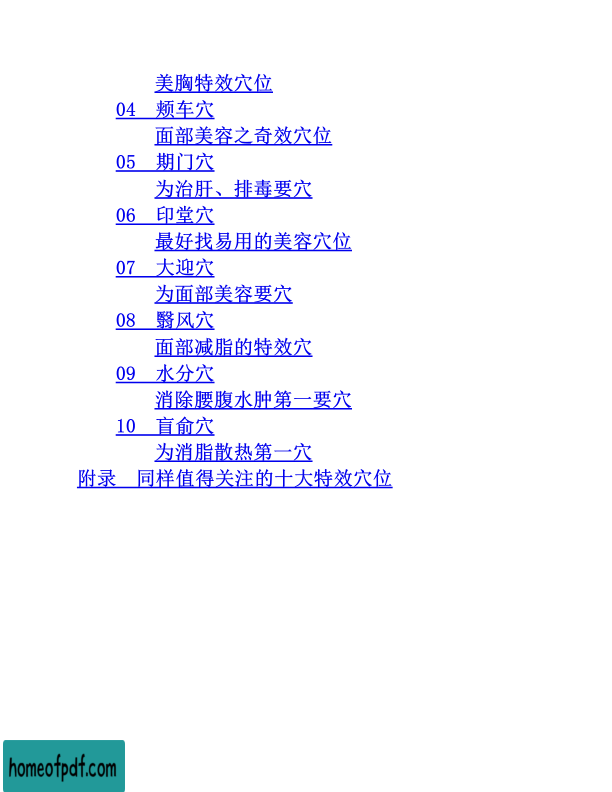 美胸特效穴位
04 颊车穴
面部美容之奇效穴位
05 期门穴
为治肝、排毒要穴
06 印堂穴
最好找易用的美容穴位
07 大迎穴
为面部美容要穴
08 翳风穴
面部减脂的特效穴
09 水分穴
消除腰腹水肿第一要穴
10 肓俞穴
为消脂散热第一穴
附录 同样值得关注的十大特效穴位
homeofpdf.com